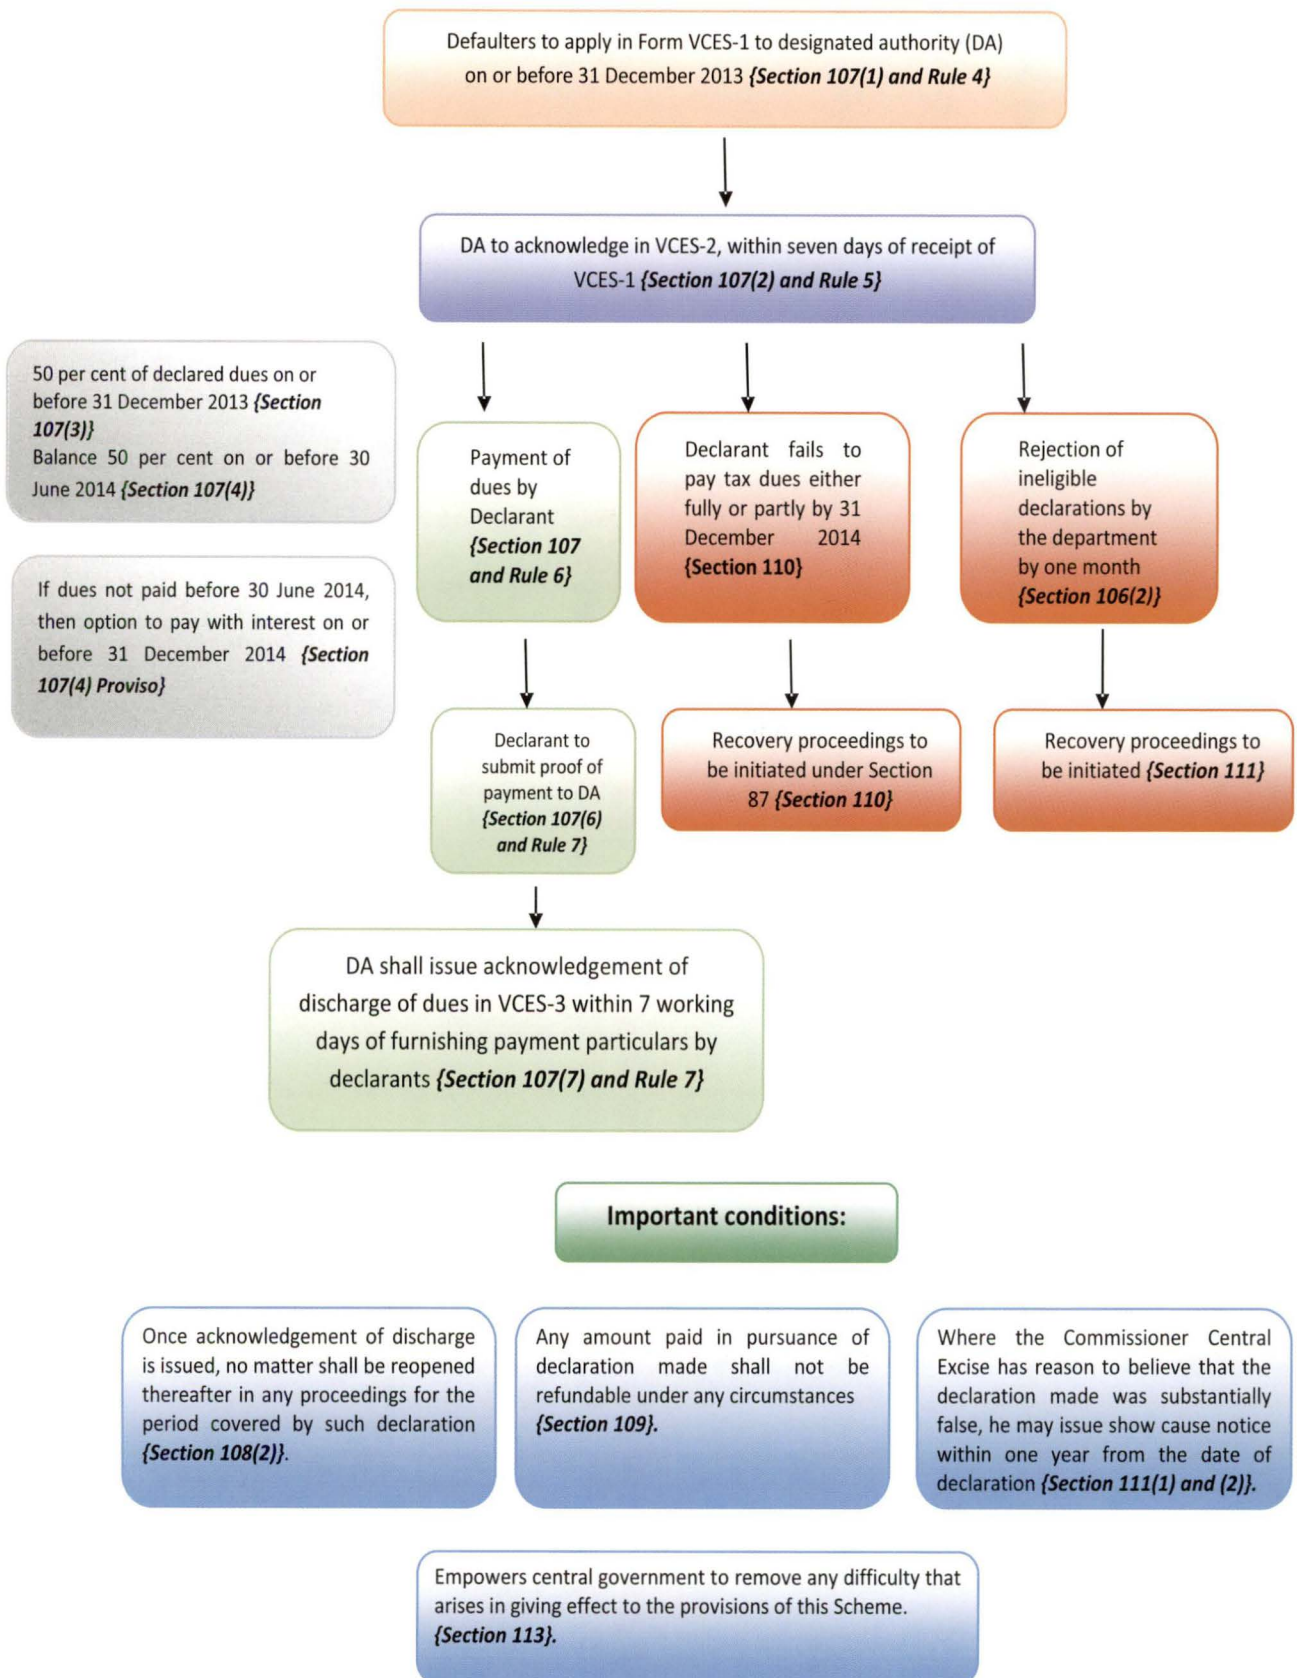 Defaulters to apply in Form VCES-1 to designated authority (DA)
on or before 31 December 2013 {Section 107(1) and Rule 4}
DA to acknowledge in VCES-2, within seven days of receipt of
VCES-1 {Section 107(2) and Rule 5}
50 per cent of declared dues on or
before 31 December 2013 {Section
107(3)}
Balance 50 per cent on or before 30
June 2014 {Section 107(4)}
If dues not paid before 30 June 2014,
then option to pay with interest on or
before 31 December 2014 {Section
107(4) Proviso}
Payment of
dues by
Declarant
{Section 107
and Rule 6}
Declarant fails to
pay tax dues either
fully or partly by 31
December 2014
{Section 110}
Rejection of
ineligible
declarations by
the department
by one month
{Section 106(2)}
Declarant to
submit proof of
payment to DA
{Section 107(6)
and Rule 7}
Recovery proceedings to
be initiated under Section
87 {Section 110}
Recovery proceedings to
be initiated {Section 111}
DA shall issue acknowledgement of
discharge of dues in VCES-3 within 7 working
days of furnishing payment particulars by
declarants {Section 107(7) and Rule 7}
Important conditions:
Once acknowledgement of discharge
is issued, no matter shall be reopened
thereafter in any proceedings for the
period covered by such declaration
{Section 108(2)}.
Any amount paid in pursuance of
declaration made shall not be
refundable under any circumstances
{Section 109}.
Where the Commissioner Central
Excise has reason to believe that the
declaration made was substantially
false, he may issue show cause notice
within one year from the date of
declaration {Section 111(1) and (2)}.
Empowers central government to remove any difficulty that
arises in giving effect to the provisions of this Scheme.
{Section 113}.